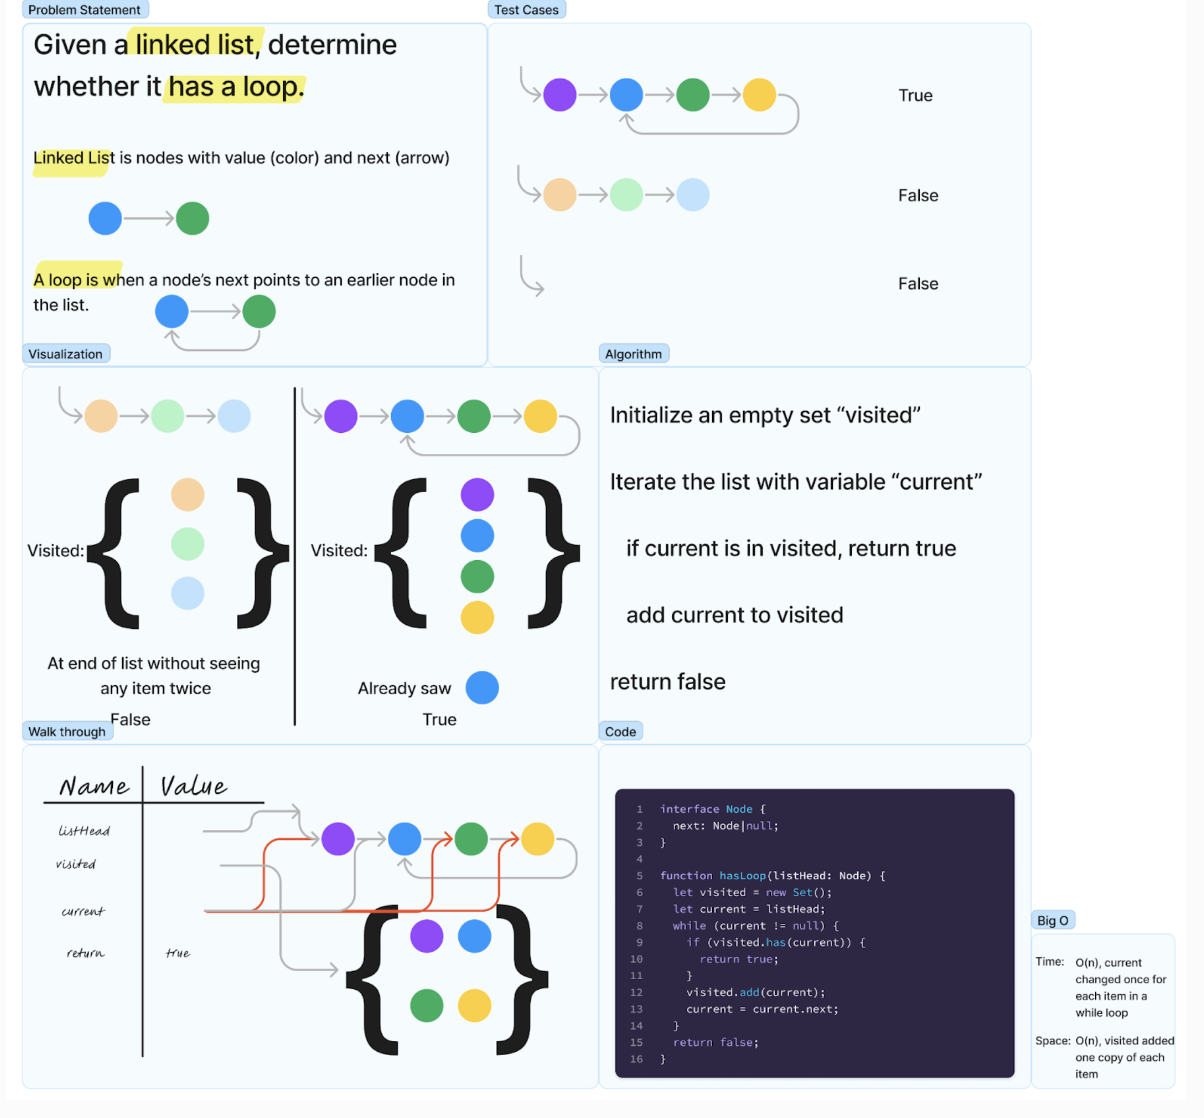 Problem Statement
Given a linked list, determine
whether it has a loop.
Linked List is nodes with value (color) and next (arrow)
A loop is when a node’s next points to an earlier node in
the list.
Test Cases
True
False
False
Visualization
Visited:
{ }
At end of list without seeing
any item twice
False
Visited:
{ }
Already saw
True
Algorithm
Initialize an empty set “visited”
Iterate the list with variable “current”
if current is in visited, return true
add current to visited
return false
Walk through
Name Value
listHead
visited
current
return true
{ }
Code
1 interface Node {
2 next: Node|null;
3 }
4
5 function hasLoop(listHead: Node) {
6 let visited = new Set();
7 let current = listHead;
8 while (current != null) {
9 if (visited.has(current)) {
10 return true;
11 }
12 visited.add(current);
13 current = current.next;
14 }
15 return false;
16 }
Big O
Time: O(n), current
changed once for
each item in a
while loop
Space: O(n), visited added
one copy of each
item